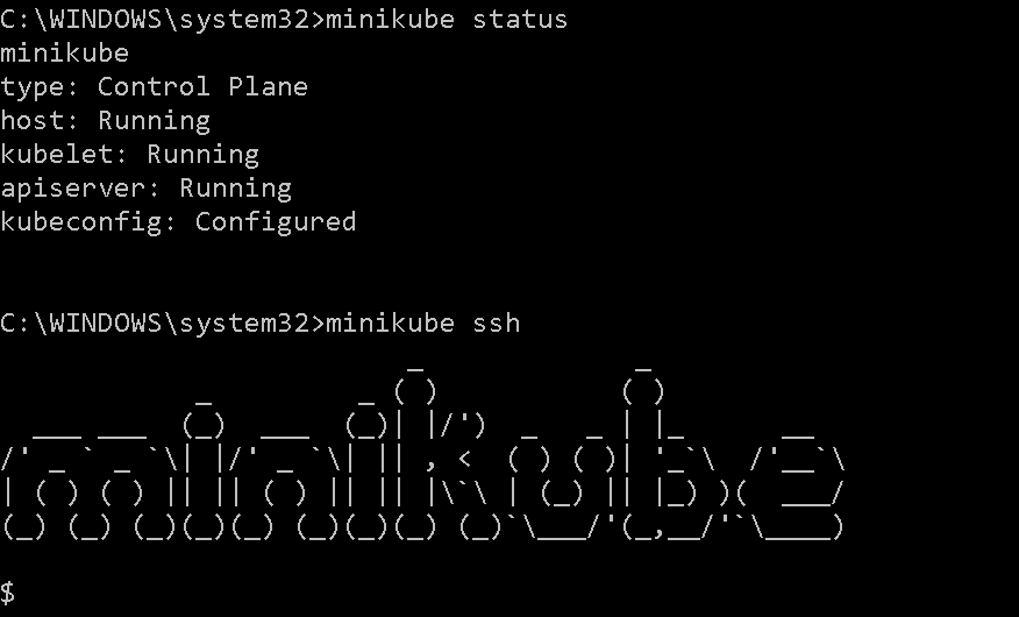 C:\WINDOWS\system32>minikube status
minikube
type: Control Plane
host: Running
kubelet: Running
apiserver: Running
kubeconfig: Configured
C:\WINDOWS\system32>minikube ssh
                         _             _
            _         _ ( )           ( )
  ___ ___  (_)  ___  (_)| |/')  _   _ | |_      __
/' _ ` _ `\| |/' _ `\| || , <  ( ) ( )| '_`\  /'__`\
| ( ) ( ) || || ( ) || || |\`\ | (_) || |_) )(  ___/
(_) (_) (_)(_)(_) (_)(_)(_) (_)`\___/'(_,__/'`\____)
$